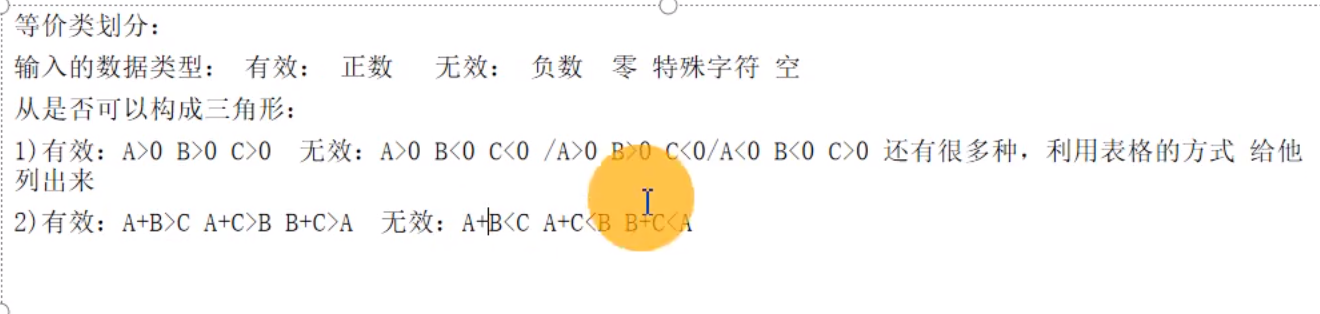 等价类划分：
输入的数据类型： 有效： 正数 无效： 负数 零 特殊字符 空
从是否可以构成三角形：
1)有效：A>0 B>0 C>0 无效：A>0 B<0 C<0 /A>0 B>0 C<0/A<0 B<0 C>0 还有很多种，利用表格的方式 给他
列出来
2)有效：A+B>C A+C>B B+C>A 无效：A+B<C A+C<B B+C<A